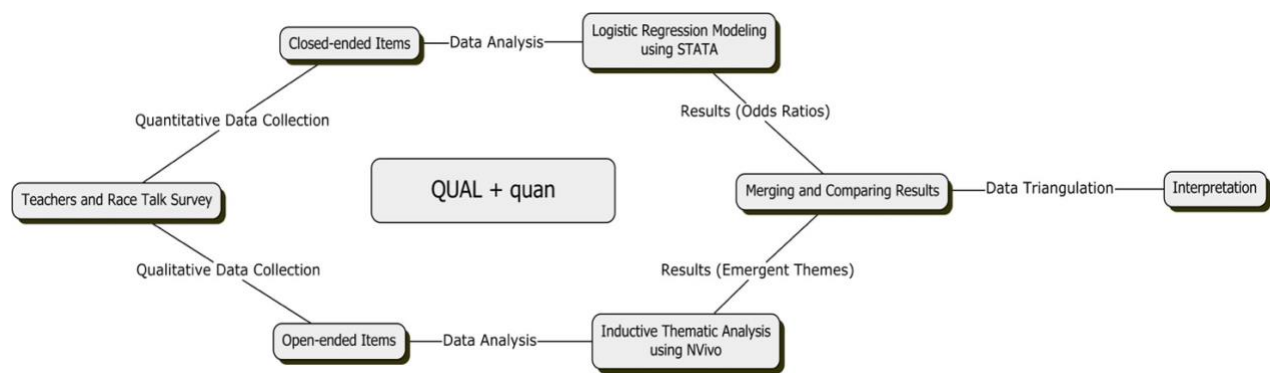 Closed-ended Items
Data Analysis
Logistic Regression Modeling
using STATA
Quantitative Data Collection
Results (Odds Ratios)
Teachers and Race Talk Survey
QUAL + quan
Merging and Comparing Results
Data Triangulation
Interpretation
Qualitative Data Collection
Results (Emergent Themes)
Open-ended Items
Data Analysis
Inductive Thematic Analysis
using NVivo